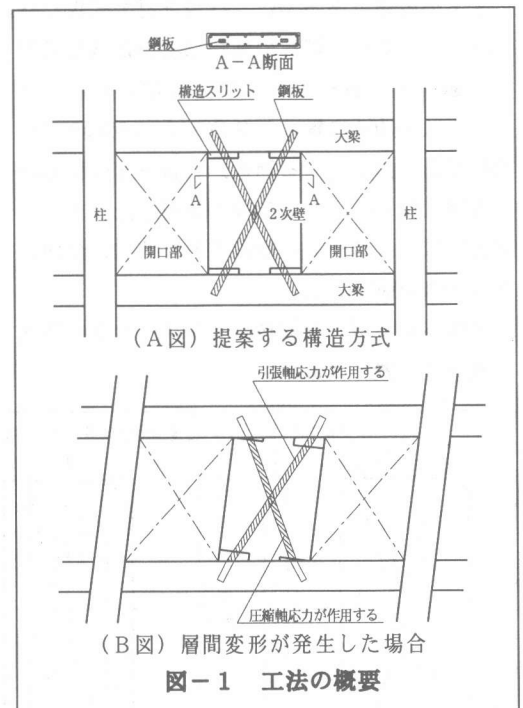 鋼板
A－A断面
構造スリット 鋼板
大梁
A A
柱 2次壁 柱
開口部 開口部
大梁
(A図) 提案する構造方式
引張軸応力が作用する
圧縮軸応力が作用する
(B図) 層間変形が発生した場合
図－1 工法の概要